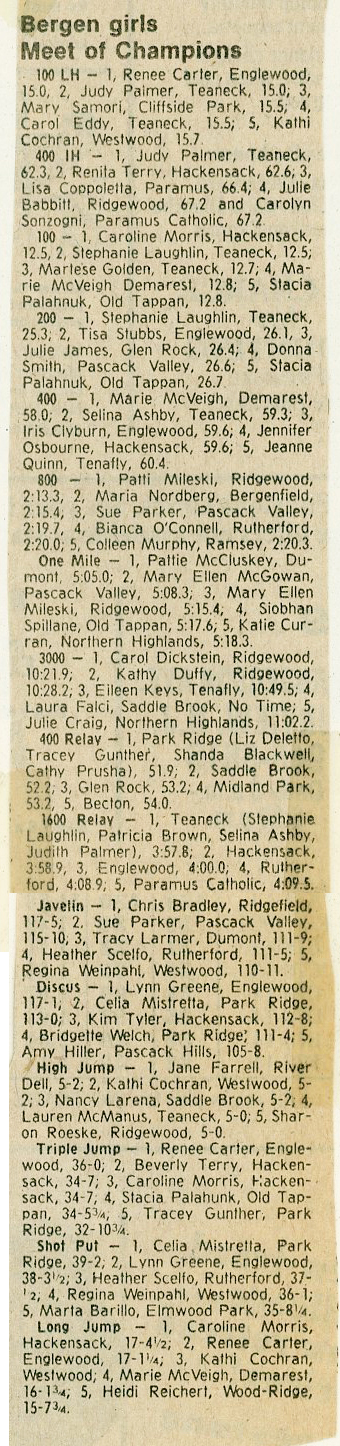 Bergen girls
Meet of Champions
100 LH — 1, Renee Carter, Englewood,
15.0, 2, Judy Palmer, Teaneck, 15.0; 3,
Mary Samori, Cliffside Park, 15.5; 4,
Carol Eddy, Teaneck, 15.5; 5, Kathi
Cochran, Westwood, 15.7.
400 IH — 1, Judy Palmer, Teaneck,
62.3, 2, Renita Terry, Hackensack, 62.6; 3,
Lisa Coppoletta, Paramus, 66.4; 4, Julie
Babbitt, Ridgewood, 67.2 and Carolyn
Sonzogni, Paramus Catholic, 67.2.
100 — 1, Caroline Morris, Hackensack,
12.5, 2, Stephanie Laughlin, Teaneck, 12.5;
3, Marlese Golden, Teaneck, 12.7; 4, Ma-
rie McVeigh Demarest, 12.8; 5, Stacia
Palahnuk, Old Tappan, 12.8.
200 — 1, Stephanie Laughlin, Teaneck,
25.3; 2, Tisa Stubbs, Englewood, 26.1, 3,
Julie James, Glen Rock, 26.4; 4, Donna
Smith, Pascack Valley, 26.6; 5, Stacia
Palahnuk, Old Tappan, 26.7
400 — 1, Marie McVeigh, Demarest,
58.0; 2, Selina Ashby, Teaneck, 59.3; 3,
Iris Clyburn, Englewood, 59.6; 4, Jennifer
Osbourne, Hackensack, 59.6; 5, Jeanne
Quinn, Tenafly, 60.4.
800 — 1, Patti Mileski, Ridgewood,
2:13.3, 2, Maria Nordberg, Bergenfield,
2:15.4, 3, Sue Parker, Pascack Valley,
2:19.7, 4, Bianca O'Connell, Rutherford,
2:20.0; 5, Colleen Murphy, Ramsey, 2:20.3.
One Mile — 1, Pattie McCluskey, Du-
mont, 5:05.0; 2, Mary Ellen McGowan,
Pascack Valley, 5:08.3; 3, Mary Ellen
Mileski, Ridgewood, 5:15.4; 4, Siobhan
Spillane, Old Tappan, 5:17.6; 5, Katie Cur-
ran, Northern Highlands, 5:18.3.
3000 — 1, Carol Dickstein, Ridgewood,
10:21.9; 2, Kathy Duffy, Ridgewood,
10:28.2; 3, Eileen Keys, Tenafly, 10:49.5; 4,
Laura Falci, Saddle Brook, No Time; 5,
Julie Craig, Northern Highlands, 11:02.2.
400 Relay — 1, Park Ridge (Liz Deletto,
Tracey Gunther, Shanda Blackwell,
Cathy Prusha), 51.9; 2, Saddle Brook,
52.2; 3, Glen Rock, 53.2; 4, Midland Park,
53.2, 5, Becton, 54.0.
1600 Relay — 1, Teaneck (Stephanie
Laughlin, Patricia Brown, Selina Ashby,
Judith Palmer), 3:57.8; 2, Hackensack,
3:58.9, 3, Englewood, 4:00.0; 4, Ruther-
ford, 4:08.9; 5, Paramus Catholic, 4:09.5.
Javelin — 1, Chris Bradley, Ridgefield,
117-5; 2, Sue Parker, Pascack Valley,
115-10, 3, Tracy Larmer, Dumont, 111-9;
4, Heather Scelfo, Rutherford, 111-5; 5,
Regina Weinpahl, Westwood, 110-11.
Discus — 1, Lynn Greene, Englewood,
117-1; 2, Celia Mistretta, Park Ridge,
113-0; 3, Kim Tyler, Hackensack, 112-8;
4, Bridgette Welch, Park Ridge; 111-4; 5,
Amy Hiller, Pascack Hills, 105-8.
High Jump — 1, Jane Farrell, River
Dell, 5-2; 2, Kathi Cochran, Westwood, 5-
2; 3, Nancy Larena, Saddle Brook, 5-2; 4,
Lauren McManus, Teaneck, 5-0; 5, Shar-
on Roeske, Ridgewood, 5-0.
Triple Jump — 1, Renee Carter, Engle-
wood, 36-0; 2, Beverly Terry, Hacken-
sack, 34-7; 3, Caroline Morris, Hacken-
sack, 34-7; 4, Stacia Palahunk, Old Tap-
pan, 34-5¾, 5, Tracey Gunther, Park
Ridge, 32-10¾.
Shot Put — 1, Celia Mistretta, Park
Ridge, 39-2; 2, Lynn Greene, Englewood,
38-3½; 3, Heather Scelfo, Rutherford, 37-
½; 4, Regina Weinpahl, Westwood, 36-1;
5, Marta Barillo, Elmwood Park, 35-8¼.
Long Jump — 1, Caroline Morris,
Hackensack, 17-4½; 2, Renee Carter,
Englewood, 17-1¼; 3, Kathi Cochran,
Westwood; 4, Marie McVeigh, Demarest,
16-1¾; 5, Heidi Reichert, Wood-Ridge,
15-7¾.